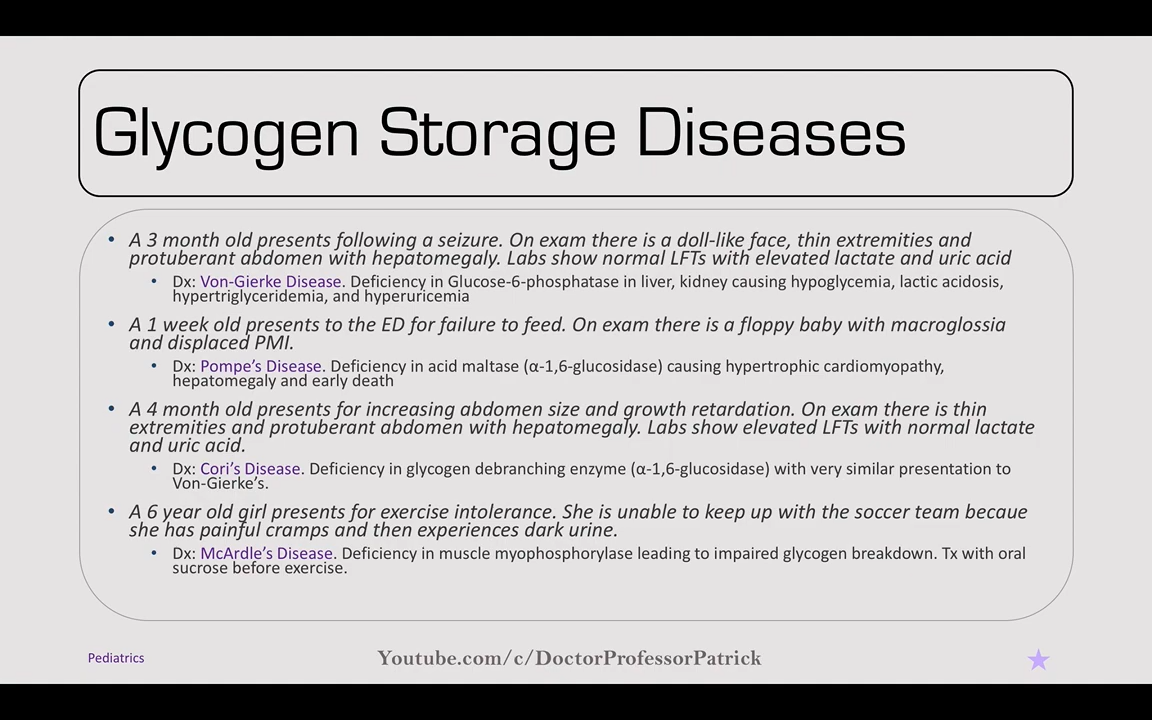 Glycogen Storage Diseases
• A 3 month old presents following a seizure. On exam there is a doll-like face, thin extremities and
protuberant abdomen with hepatomegaly. Labs show normal LFTs with elevated lactate and uric acid
• Dx: Von-Gierke Disease. Deficiency in Glucose-6-phosphatase in liver, kidney causing hypoglycemia, lactic acidosis,
hypertriglyceridemia, and hyperuricemia
• A 1 week old presents to the ED for failure to feed. On exam there is a floppy baby with macroglossia
and displaced PMI.
• Dx: Pompe’s Disease. Deficiency in acid maltase (α-1,6-glucosidase) causing hypertrophic cardiomyopathy,
hepatomegaly and early death
• A 4 month old presents for increasing abdomen size and growth retardation. On exam there is thin
extremities and protuberant abdomen with hepatomegaly. Labs show elevated LFTs with normal lactate
and uric acid.
• Dx: Cori’s Disease. Deficiency in glycogen debranching enzyme (α-1,6-glucosidase) with very similar presentation to
Von-Gierke’s.
• A 6 year old girl presents for exercise intolerance. She is unable to keep up with the soccer team becaue
she has painful cramps and then experiences dark urine.
• Dx: McArdle’s Disease. Deficiency in muscle myophosphorylase leading to impaired glycogen breakdown. Tx with oral
sucrose before exercise.
Pediatrics
Youtube.com/c/DoctorProfessorPatrick